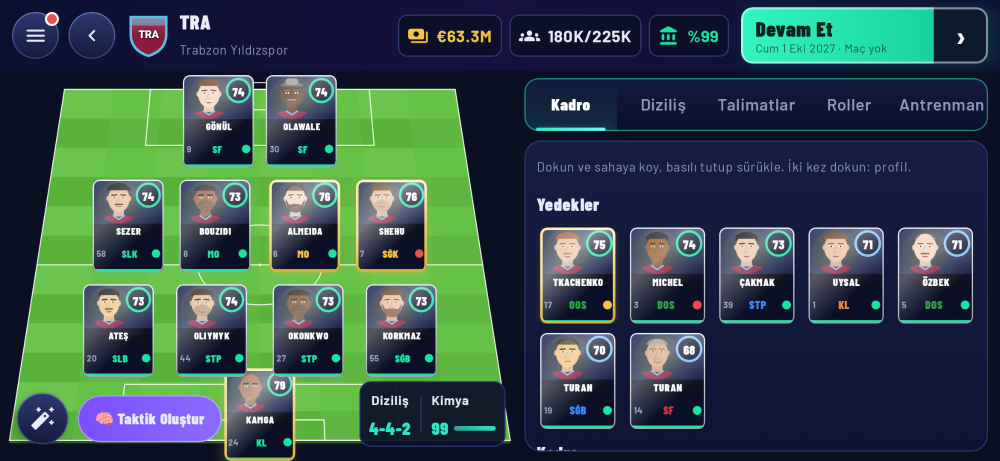 TRA
TRA
Trabzon Yıldızspor
€63.3M
180K/225K
%99
Devam Et
Cum 1 Eki 2027 · Maç yok
74
GÖNÜL
9 SF
74
OLAWALE
30 SF
74
SEZER
58 SLK
73
BOUZIDI
8 MO
76
ALMEIDA
6 MO
76
SHEHU
7 SĞK
73
ATEŞ
20 SLB
74
OLIYNYK
44 STP
73
OKONKWO
27 STP
73
KORKMAZ
55 SĞB
79
KAMGA
24 KL
Taktik Oluştur
Diziliş Kimya
4-4-2 99
Kadro Diziliş Talimatlar Roller Antrenman
Dokun ve sahaya koy, basılı tutup sürükle. İki kez dokun: profil.
Yedekler
75
TKACHENKO
17 OOS
74
MICHEL
3 DOS
73
ÇAKMAK
39 STP
71
UYSAL
1 KL
71
ÖZBEK
5 DOS
70
TURAN
19 SĞB
68
TURAN
14 SF